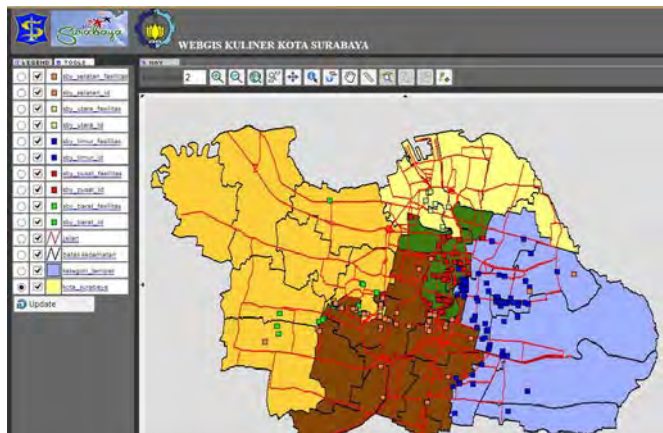 Surabaya
WEBGIS KULINER KOTA SURABAYA
LEGEND TOOLS
NAV
2
sby_selatan_fasilitas
sby_selatan_id
sby_utara_fasilitas
sby_utara_id
sby_timur_fasilitas
sby_timur_id
sby_pusat_fasilitas
sby_pusat_id
sby_barat_fasilitas
sby_barat_id
jalan
batas kecamatan
kategori_tempat
kota_surabaya
Update